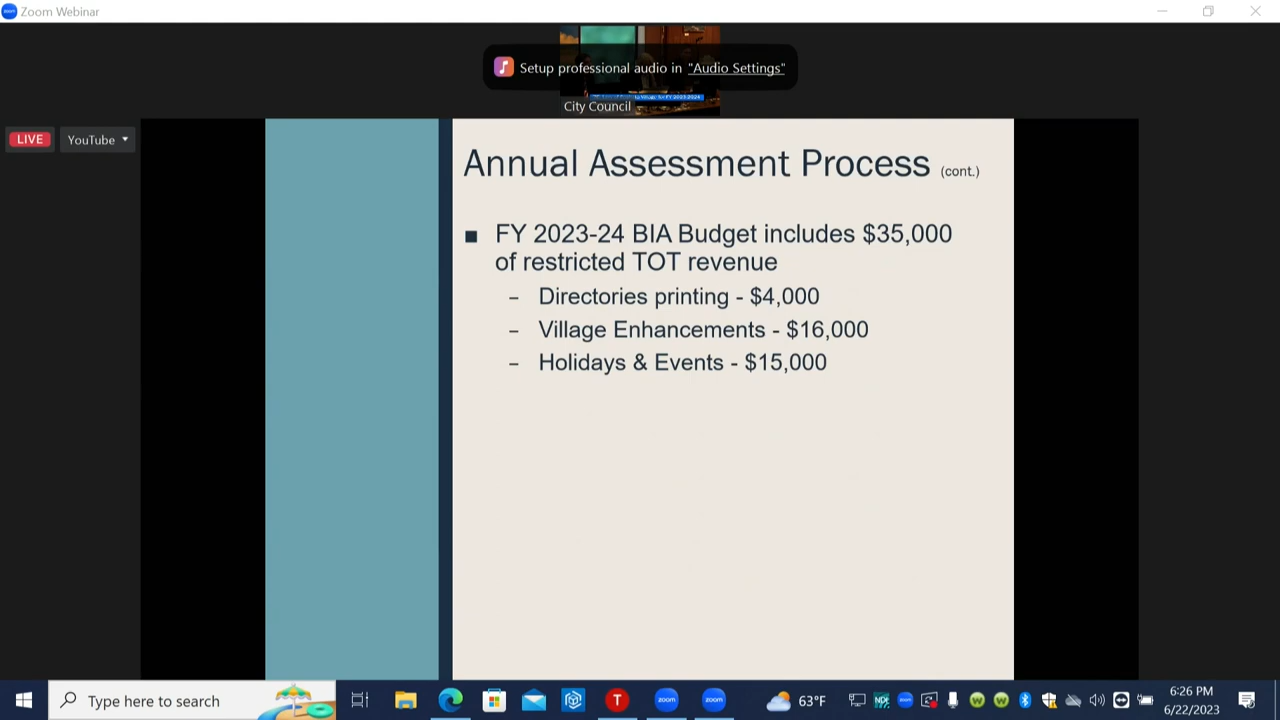 Zoom Webinar
Setup professional audio in "Audio Settings"
City Council
LIVE
YouTube
Annual Assessment Process (cont.)
■ FY 2023-24 BIA Budget includes $35,000
of restricted TOT revenue
– Directories printing - $4,000
– Village Enhancements - $16,000
– Holidays & Events - $15,000
Type here to search
T
zoom
zoom
63°F
6:26 PM
6/22/2023